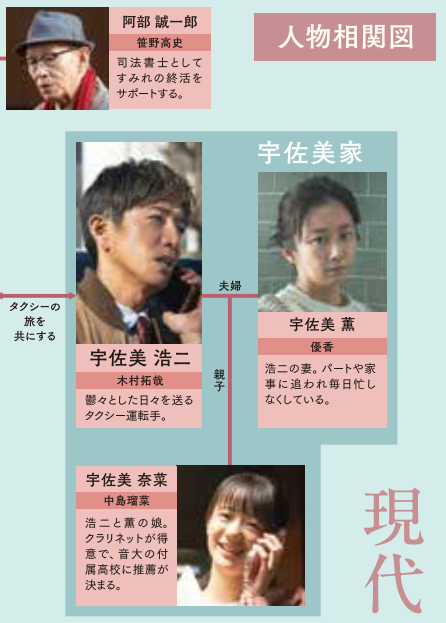 人物相関図
阿部 誠一郎
笹野高史
司法書士として
すみれの終活を
サポートする。
宇佐美家
タクシーの
旅を
共にする
宇佐美 浩二
木村拓哉
鬱々とした日々を送る
タクシー運転手。
夫婦
親子
宇佐美 薫
優香
浩二の妻。パートや家
事に追われ毎日忙し
なくしている。
宇佐美 奈菜
中島瑠菜
浩二と薫の娘。
クラリネットが得
意で、音大の付
属高校に推薦が
決まる。
現代